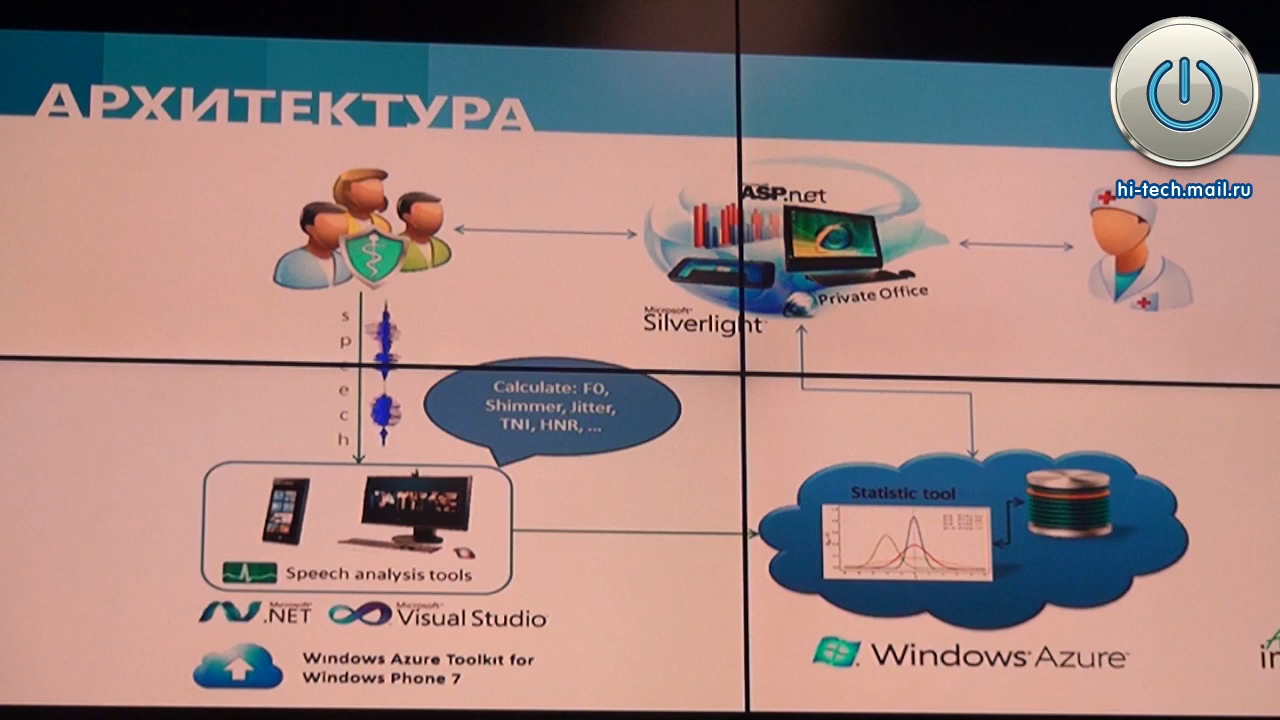 АРХИТЕКТУРА
hi-tech.mail.ru
ASP.net
Private Office
Microsoft
Silverlight
speech
Calculate: F0,
Shimmer, Jitter,
TNI, HNR, ...
Statistic tool
Speech analysis tools
Microsoft
.NET
Microsoft
Visual Studio
Windows Azure
Windows Azure Toolkit for
Windows Phone 7